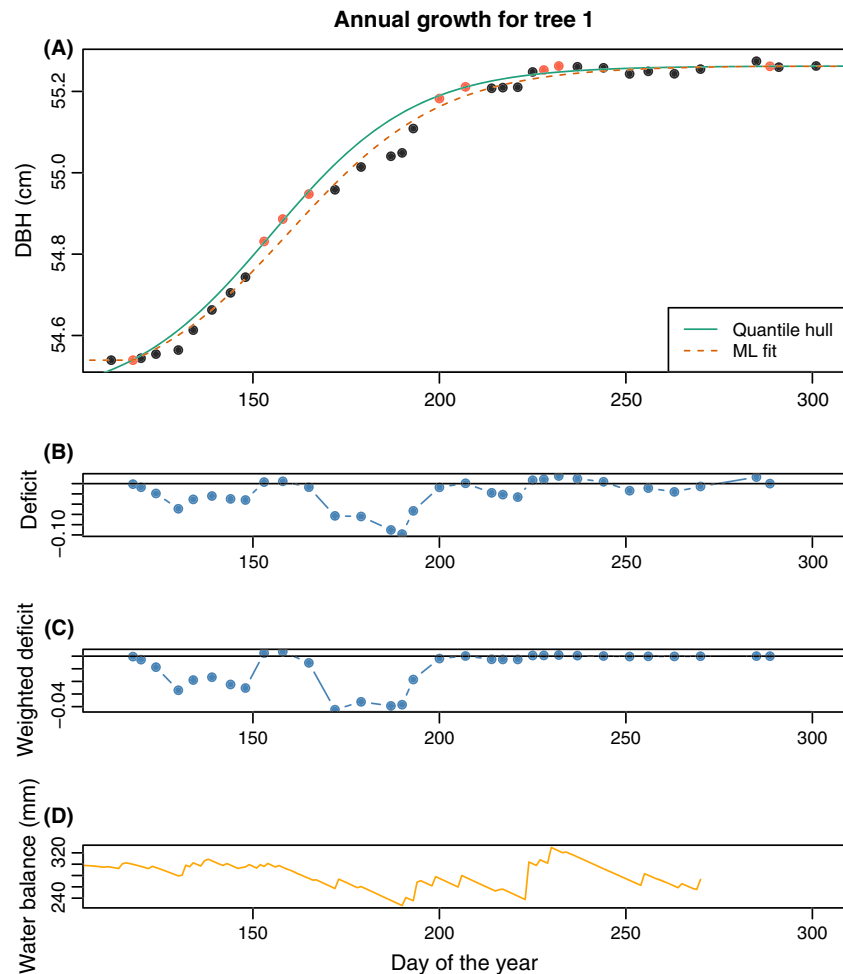 Annual growth for tree 1
(A)
DBH (cm)
55.2
55.0
54.8
54.6
Quantile hull
ML fit
150 200 250 300
(B)
Deficit
−0.10
150 200 250 300
(C)
Weighted deficit
−0.04
150 200 250 300
(D)
Water balance (mm)
320
240
150 200 250 300
Day of the year